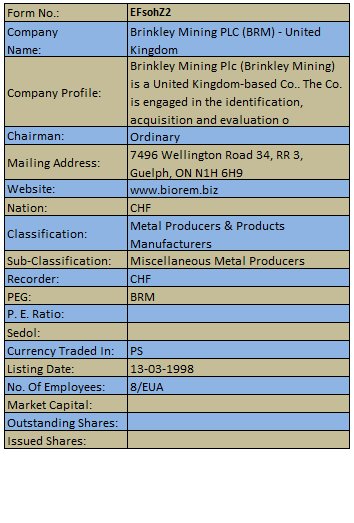 Form No.: EFsohZ2
Company Name: Brinkley Mining PLC (BRM) - United Kingdom
Company Profile: Brinkley Mining Plc (Brinkley Mining)
is a United Kingdom-based Co.. The Co.
is engaged in the identification,
acquisition and evaluation o
Chairman: Ordinary
Mailing Address: 7496 Wellington Road 34, RR 3,
Guelph, ON N1H 6H9
Website: www.biorem.biz
Nation: CHF
Classification: Metal Producers & Products
Manufacturers
Sub-Classification: Miscellaneous Metal Producers
Recorder: CHF
PEG: BRM
P. E. Ratio:
Sedol:
Currency Traded In: PS
Listing Date: 13-03-1998
No. Of Employees: 8/EUA
Market Capital:
Outstanding Shares:
Issued Shares: